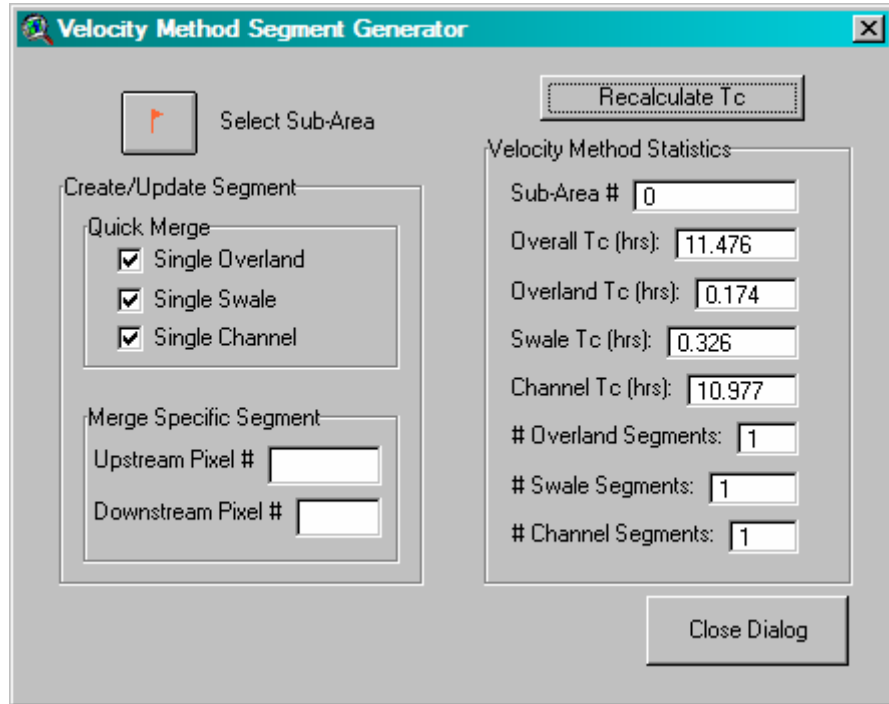 Velocity Method Segment Generator
Select Sub-Area
Create/Update Segment
Quick Merge
Single Overland
Single Swale
Single Channel
Merge Specific Segment
Upstream Pixel #
Downstream Pixel #
Recalculate Tc
Velocity Method Statistics
Sub-Area # 0
Overall Tc (hrs): 11.476
Overland Tc (hrs): 0.174
Swale Tc (hrs): 0.326
Channel Tc (hrs): 10.977
# Overland Segments: 1
# Swale Segments: 1
# Channel Segments: 1
Close Dialog